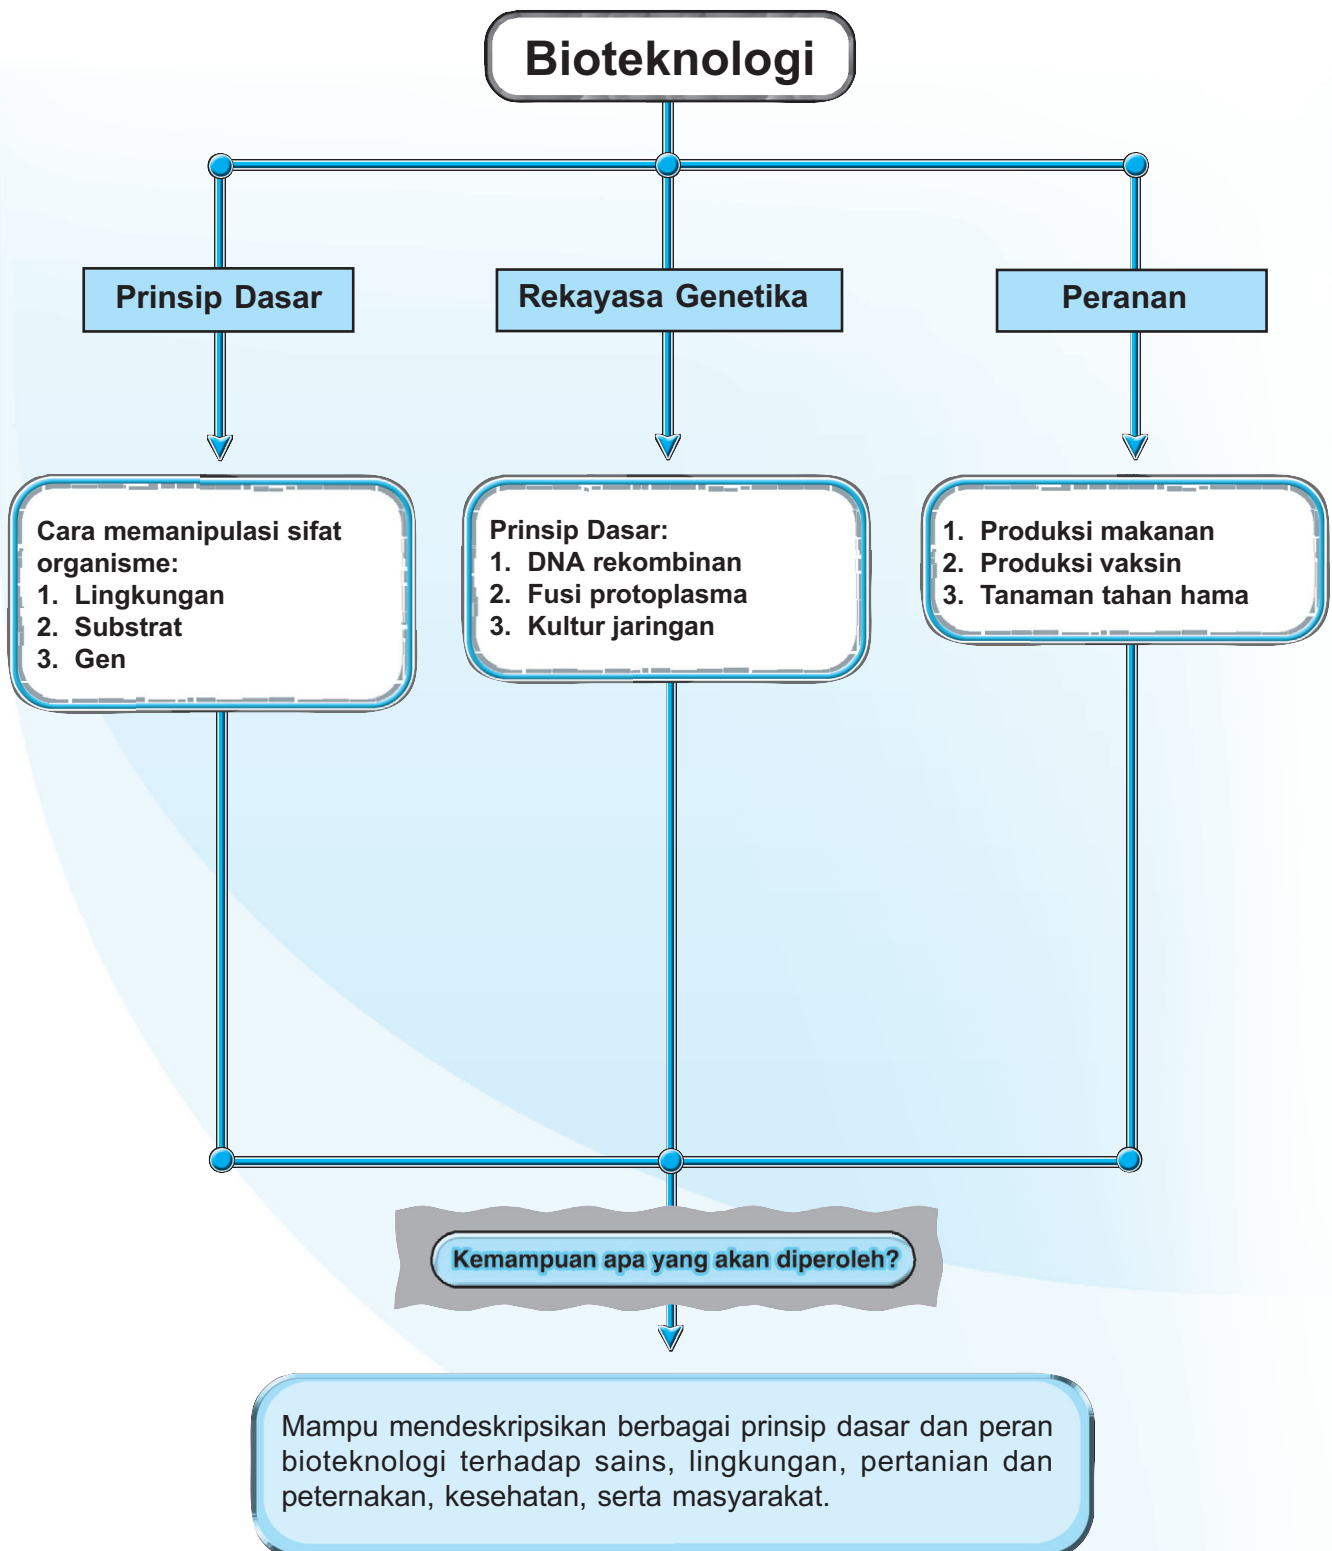 Bioteknologi
Prinsip Dasar
Rekayasa Genetika
Peranan
Cara memanipulasi sifat
organisme:
1. Lingkungan
2. Substrat
3. Gen
Prinsip Dasar:
1. DNA rekombinan
2. Fusi protoplasma
3. Kultur jaringan
1. Produksi makanan
2. Produksi vaksin
3. Tanaman tahan hama
Kemampuan apa yang akan diperoleh?
Mampu mendeskripsikan berbagai prinsip dasar dan peran
bioteknologi terhadap sains, lingkungan, pertanian dan
peternakan, kesehatan, serta masyarakat.